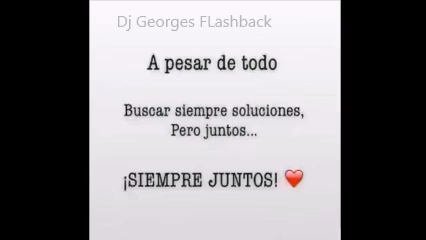 Dj Georges FLashback
A pesar de todo
Buscar siempre soluciones,
Pero juntos...
¡SIEMPRE JUNTOS! ❤️